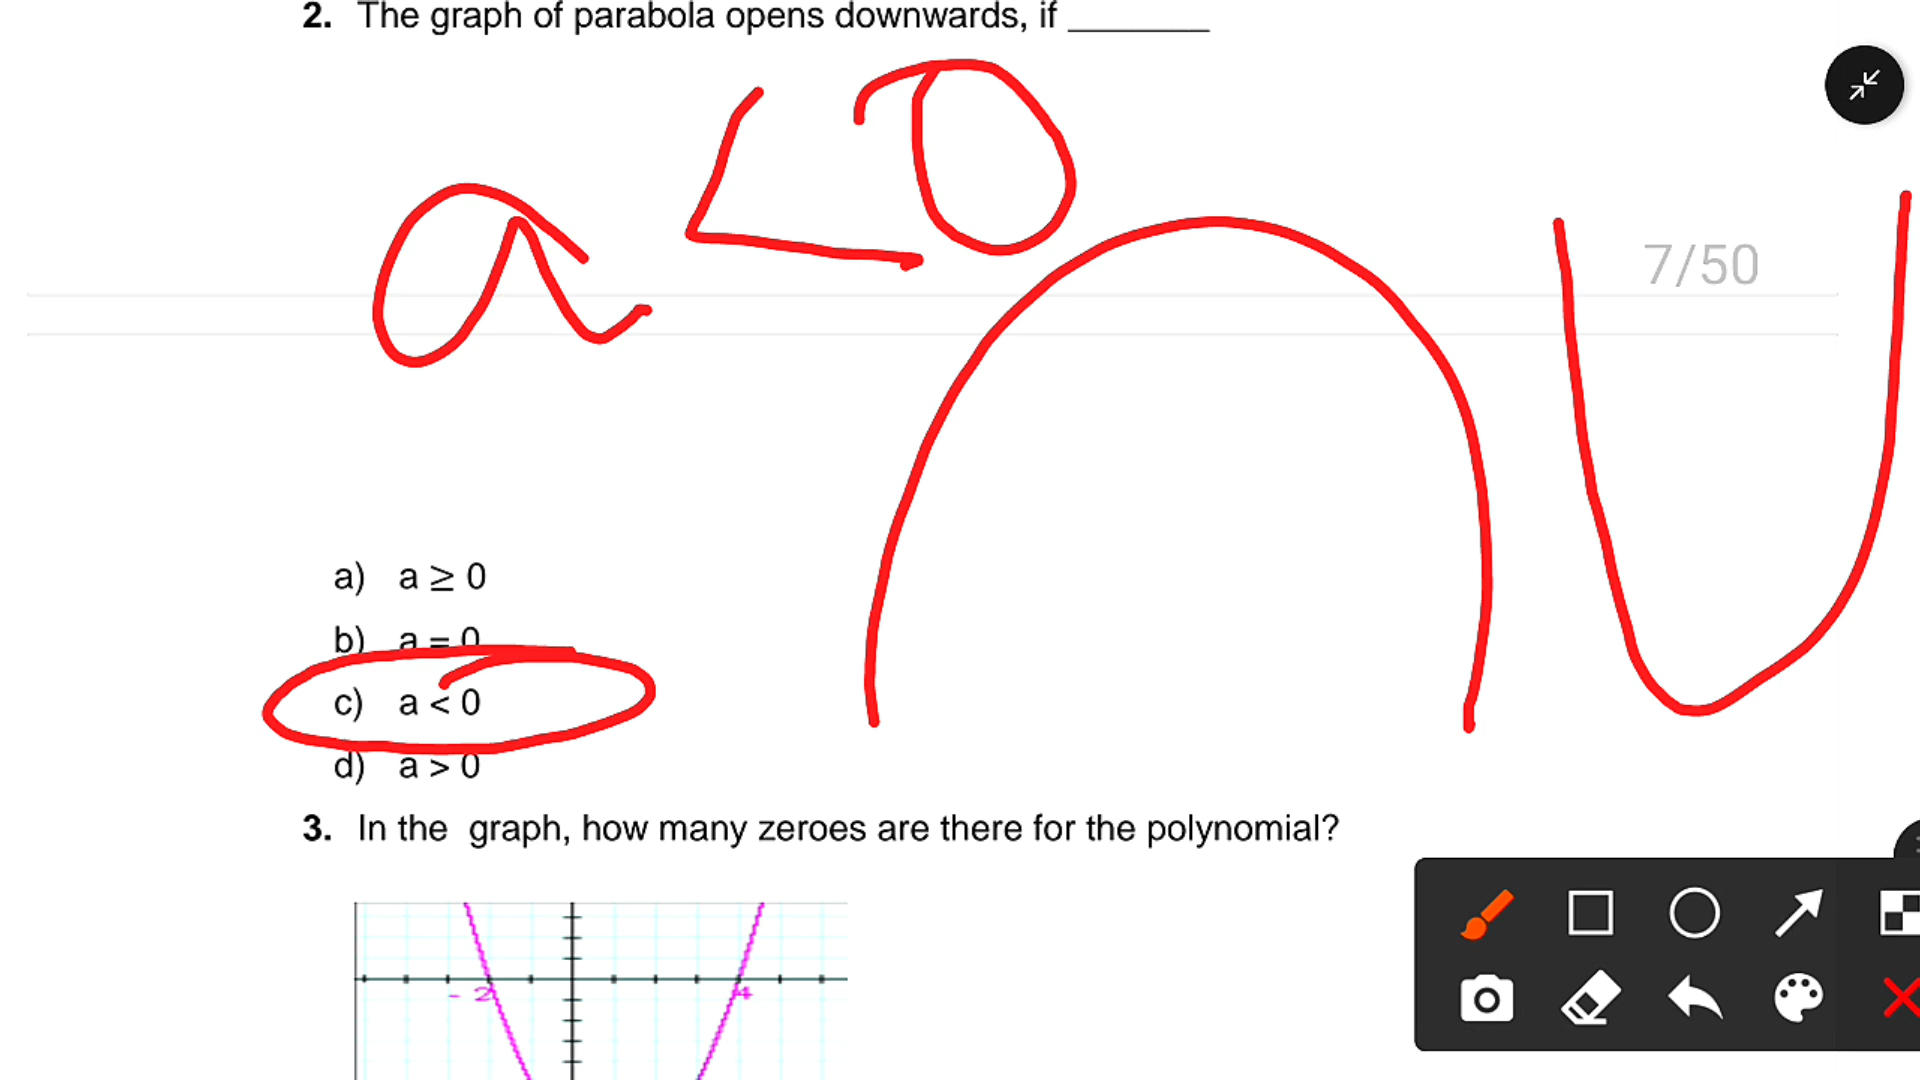 2. The graph of parabola opens downwards, if ________
a < 0
7/50
a) a ≥ 0
b) a = 0
c) a < 0
d) a > 0
3. In the graph, how many zeroes are there for the polynomial?
- 2 4